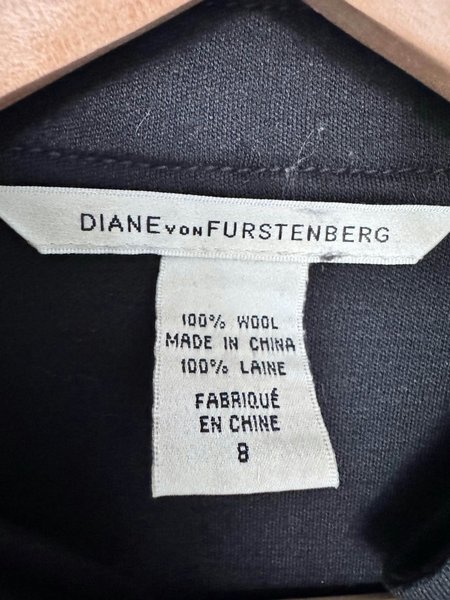 DIANE VON FURSTENBERG
100% WOOL
MADE IN CHINA
100% LAINE
FABRIQUÉ
EN CHINE
8